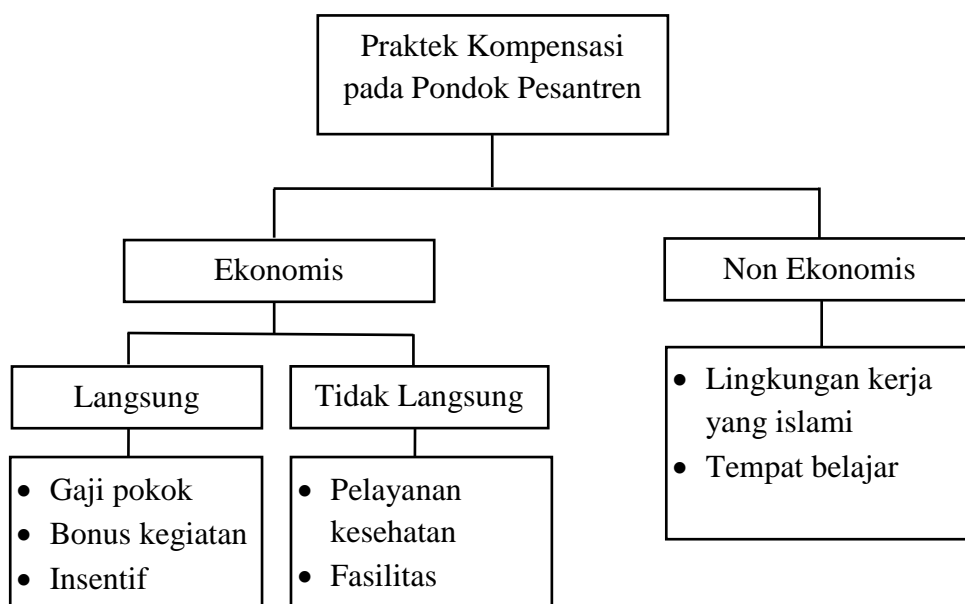 Praktek Kompensasi
pada Pondok Pesantren
Ekonomis
Non Ekonomis
Langsung
Tidak Langsung
• Lingkungan kerja
yang islami
• Tempat belajar
• Gaji pokok
• Bonus kegiatan
• Insentif
• Pelayanan
kesehatan
• Fasilitas